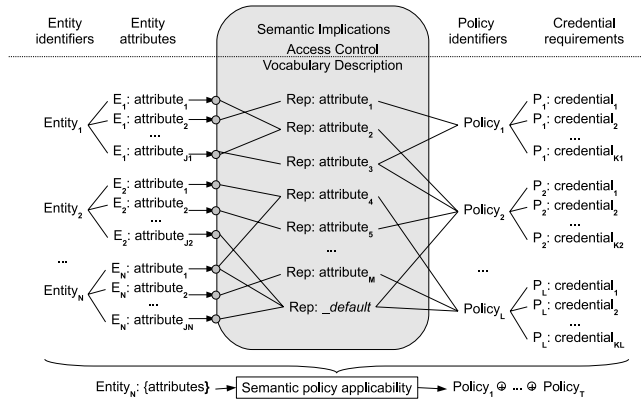 Entity identifiers
Entity attributes
Semantic Implications
Access Control Vocabulary Description
Policy identifiers
Credential requirements
Entity1
E1: attribute1
E1: attribute2
...
E1: attributeJ1
Entity2
E2: attribute1
E2: attribute2
...
E2: attributeJ2
...
EntityN
EN: attribute1
EN: attribute2
...
EN: attributeJN
Rep: attribute1
Rep: attribute2
Rep: attribute3
Rep: attribute4
Rep: attribute5
...
Rep: attributeM
Rep: _default
Policy1
Policy2
...
PolicyL
P1: credential1
P1: credential2
...
P1: credentialK1
P2: credential1
P2: credential2
...
P2: credentialK2
PL: credential1
PL: credential2
...
PL: credentialKL
EntityN: {attributes}
Semantic policy applicability
Policy1 ⊕ ... ⊕ PolicyT